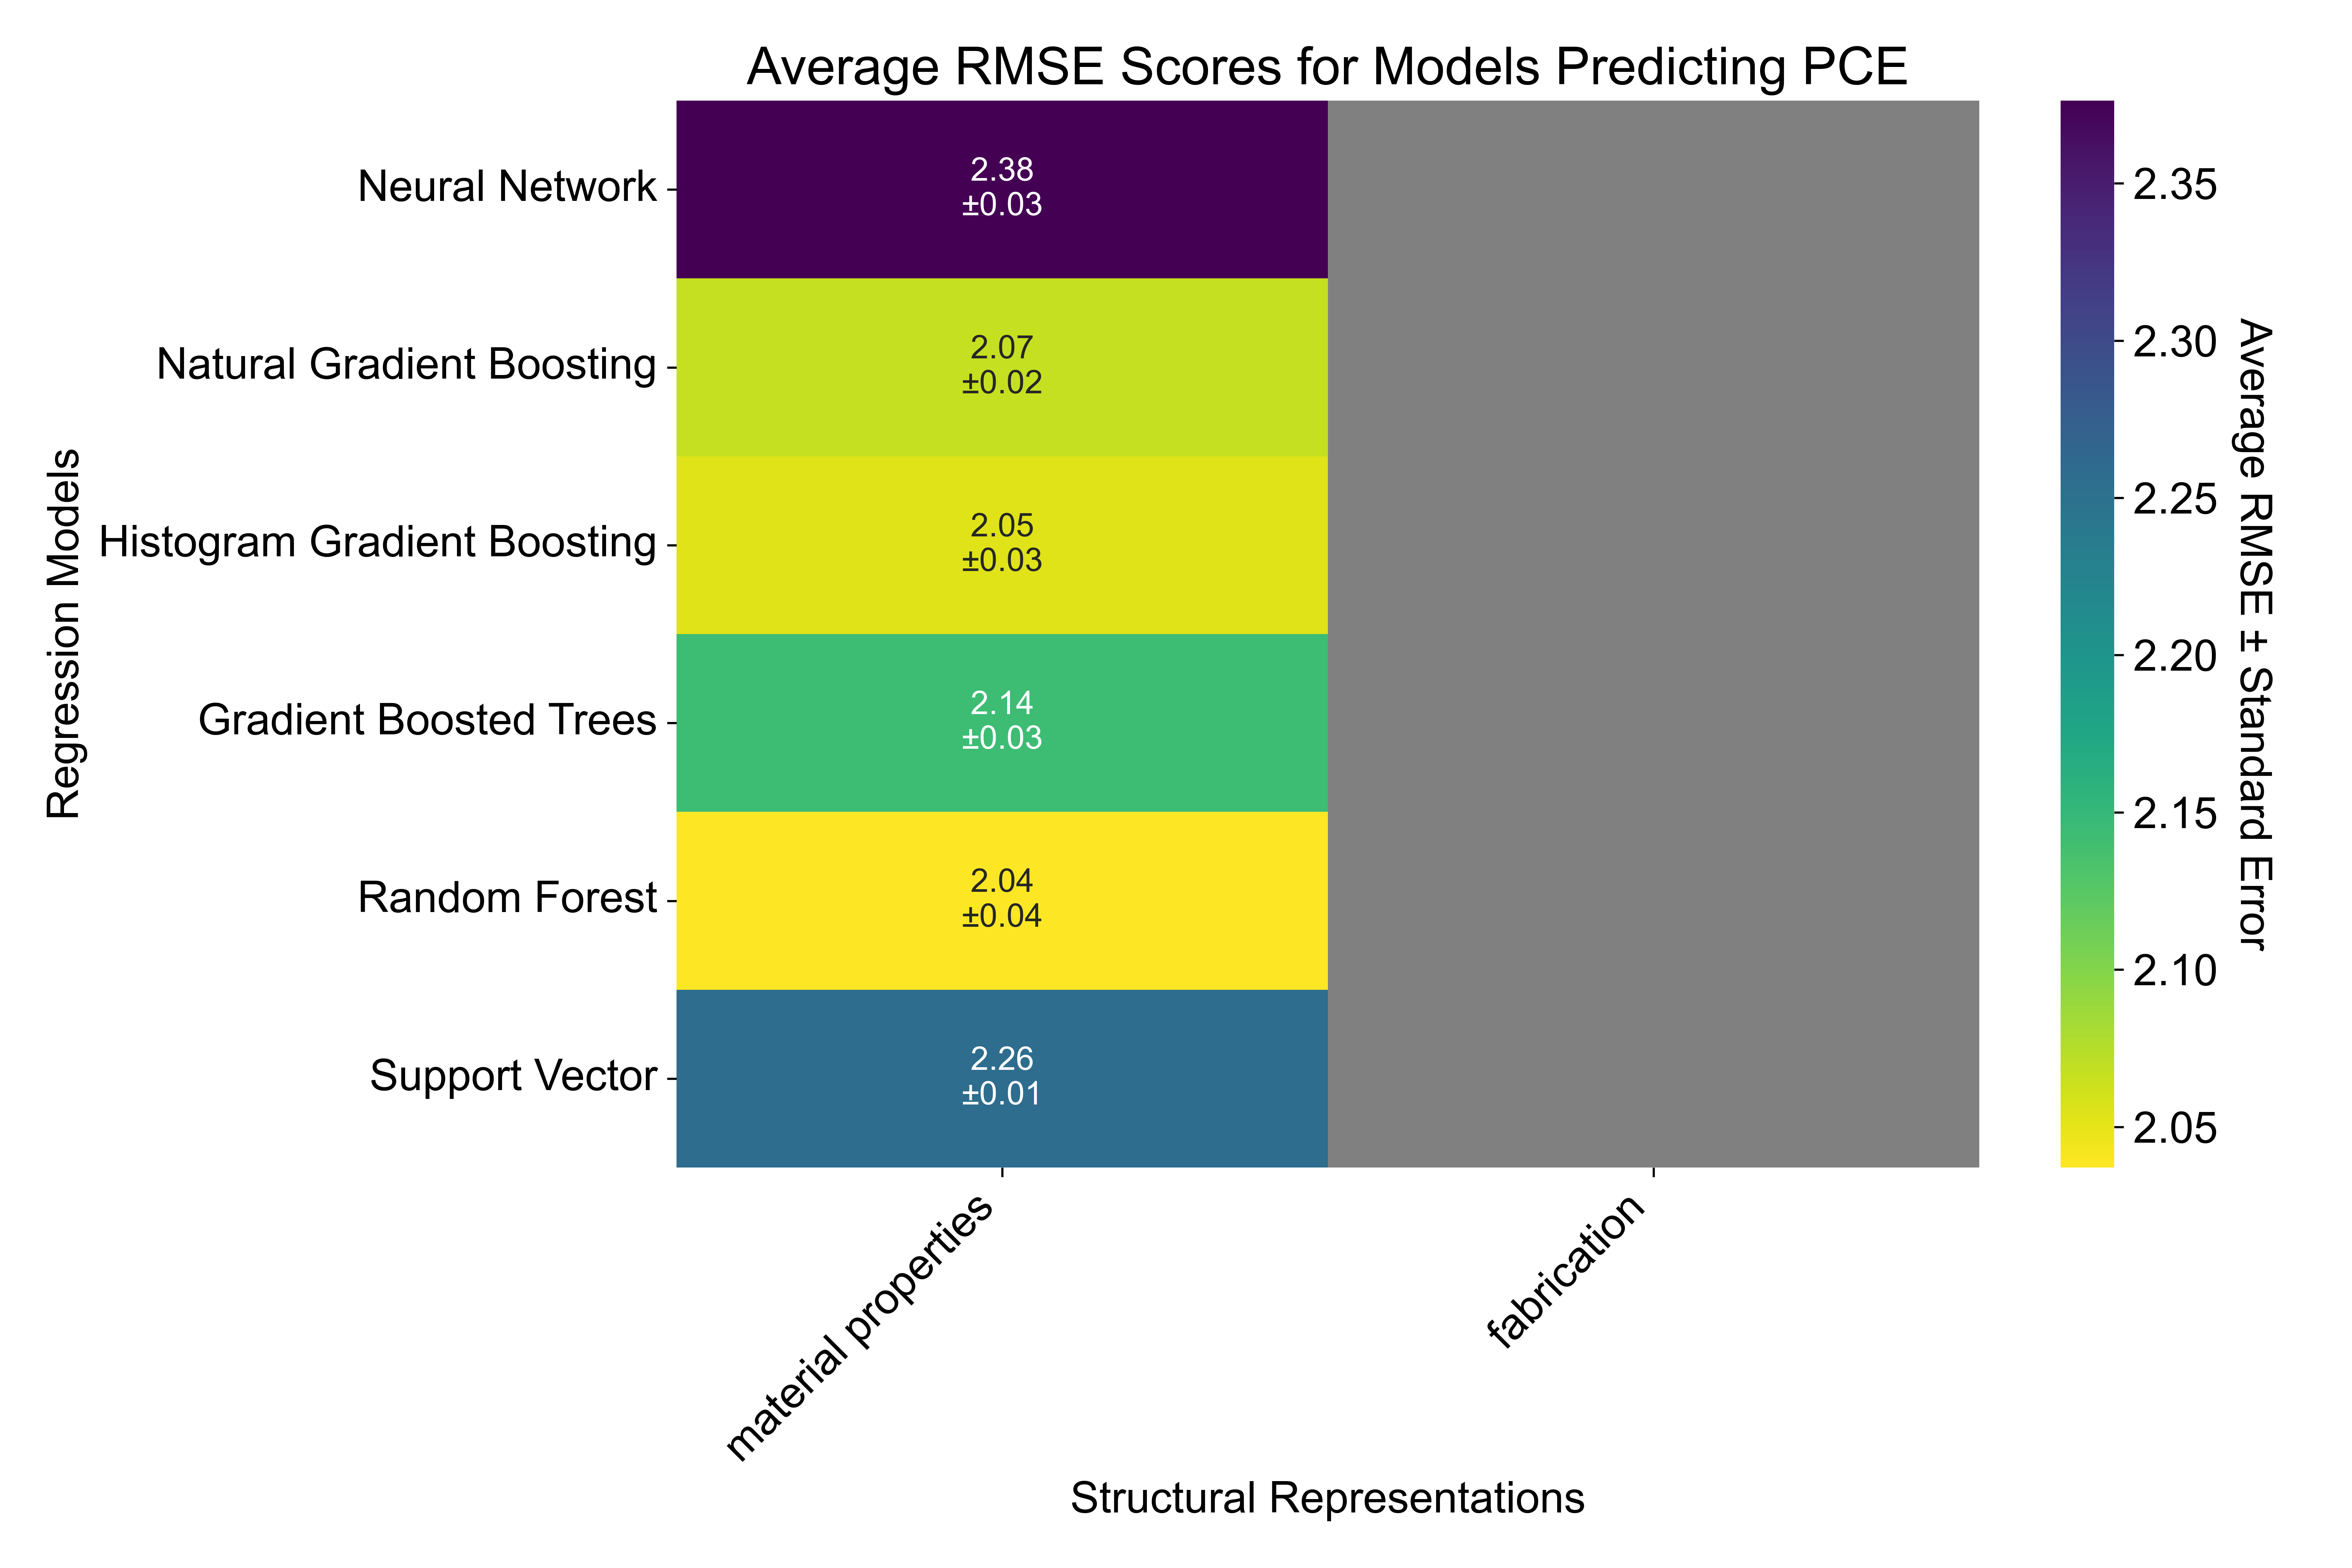 Average RMSE Scores for Models Predicting PCE
Regression Models
Neural Network
2.38
±0.03
Natural Gradient Boosting
2.07
±0.02
Histogram Gradient Boosting
2.05
±0.03
Gradient Boosted Trees
2.14
±0.03
Random Forest
2.04
±0.04
Support Vector
2.26
±0.01
material properties
fabrication
Structural Representations
2.35
2.30
2.25
2.20
2.15
2.10
2.05
Average RMSE ± Standard Error